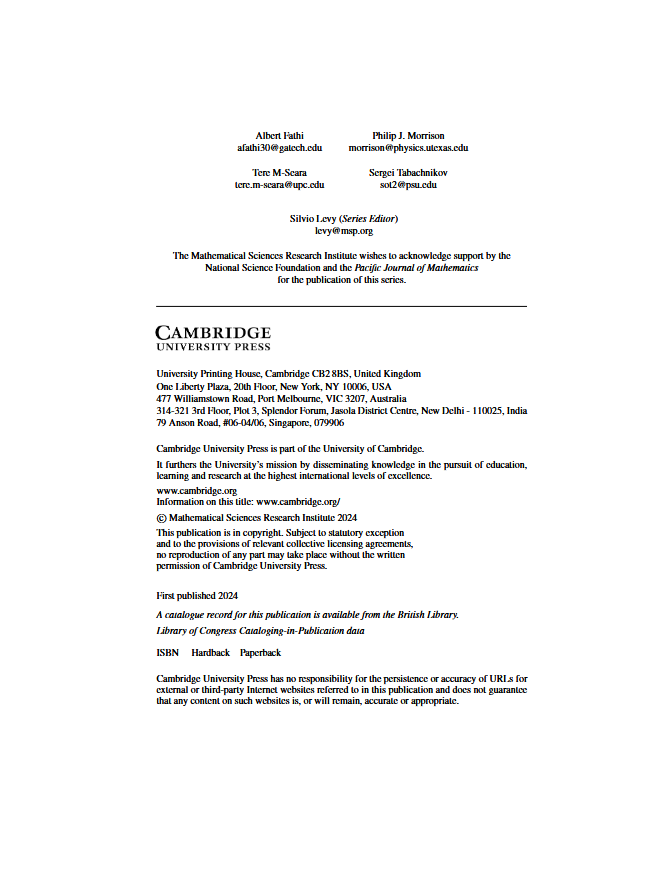 Albert Fathi Philip J. Morrison
afathi30@gatech.edu morrison@physics.utexas.edu
Tere M-Seara Sergei Tabachnikov
tere.m-seara@upc.edu sot2@psu.edu
Silvio Levy (Series Editor)
levy@msp.org
The Mathematical Sciences Research Institute wishes to acknowledge support by the
National Science Foundation and the Pacific Journal of Mathematics
for the publication of this series.
CAMBRIDGE
UNIVERSITY PRESS
University Printing House, Cambridge CB2 8BS, United Kingdom
One Liberty Plaza, 20th Floor, New York, NY 10006, USA
477 Williamstown Road, Port Melbourne, VIC 3207, Australia
314-321 3rd Floor, Plot 3, Splendor Forum, Jasola District Centre, New Delhi - 110025, India
79 Anson Road, #06-04/06, Singapore, 079906
Cambridge University Press is part of the University of Cambridge.
It furthers the University's mission by disseminating knowledge in the pursuit of education,
learning and research at the highest international levels of excellence.
www.cambridge.org
Information on this title: www.cambridge.org/
© Mathematical Sciences Research Institute 2024
This publication is in copyright. Subject to statutory exception
and to the provisions of relevant collective licensing agreements,
no reproduction of any part may take place without the written
permission of Cambridge University Press.
First published 2024
A catalogue record for this publication is available from the British Library.
Library of Congress Cataloging-in-Publication data
ISBN Hardback Paperback
Cambridge University Press has no responsibility for the persistence or accuracy of URLs for
external or third-party Internet websites referred to in this publication and does not guarantee
that any content on such websites is, or will remain, accurate or appropriate.